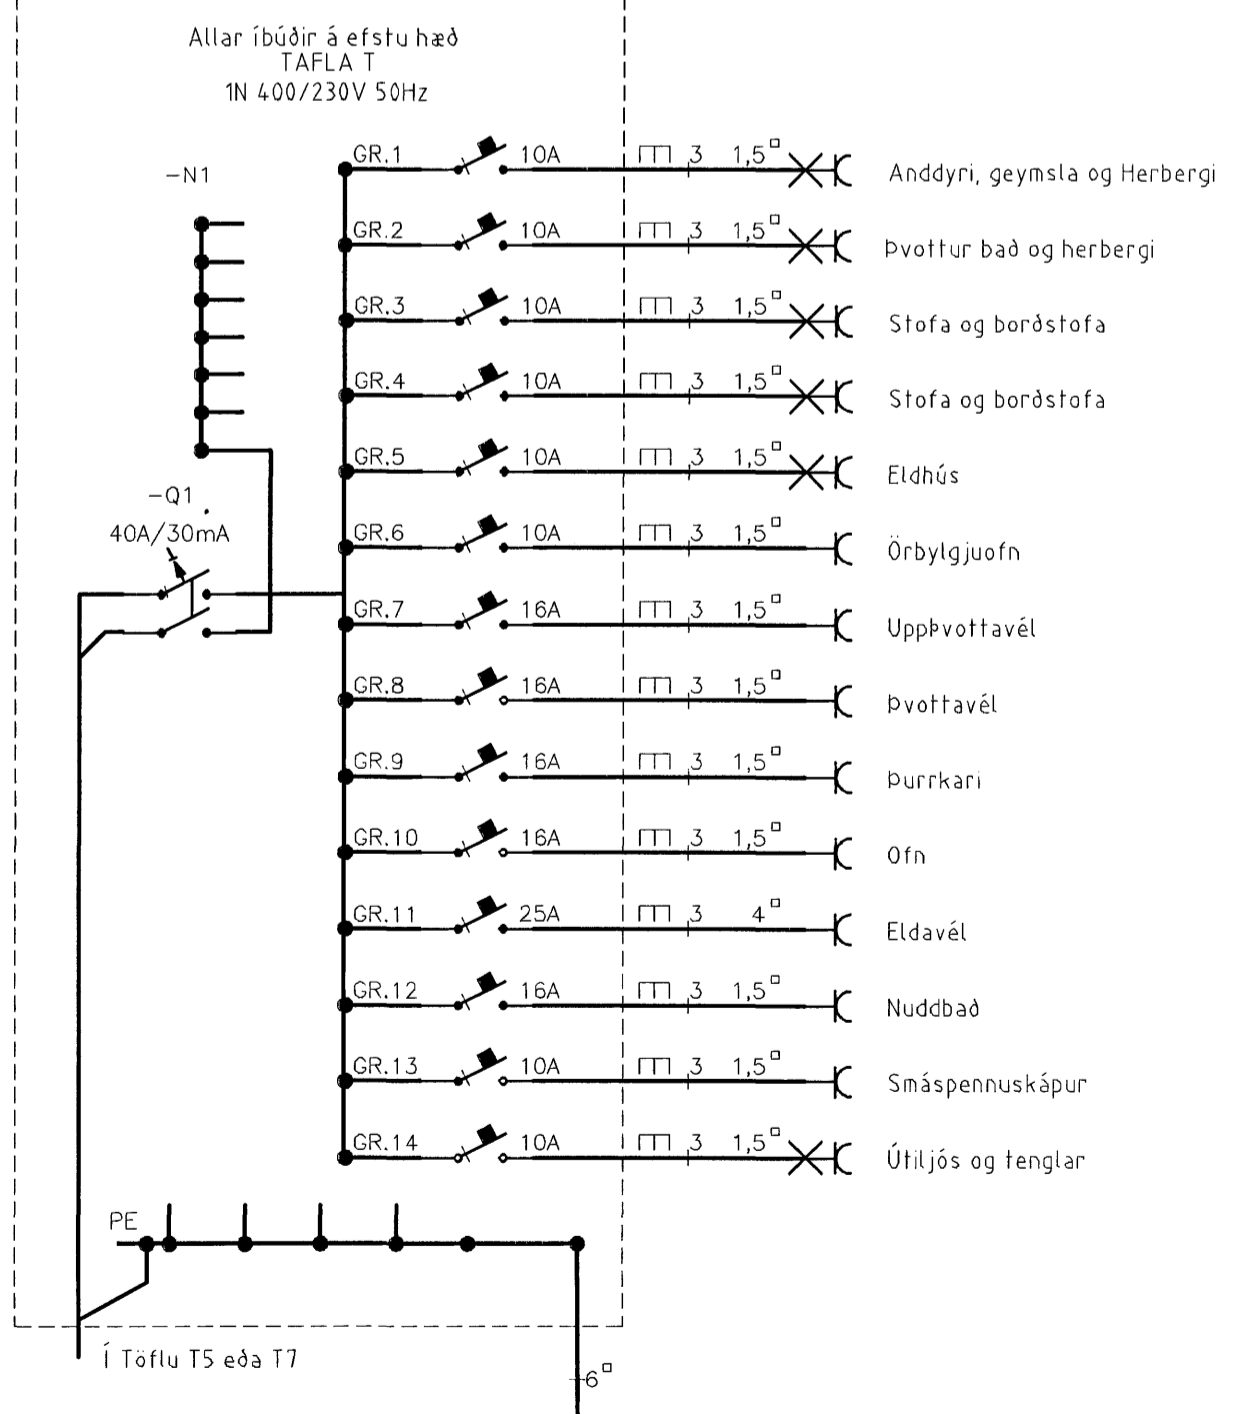 Allar íbúðir á efstu hæð
TAFLA T
1N 400/230V 50Hz
-N1
-Q1
40A/30mA
GR.1 10A 3 1,5□ Anddyri, geymsla og Herbergi
GR.2 10A 3 1,5□ Þvottur bað og herbergi
GR.3 10A 3 1,5□ Stofa og borðstofa
GR.4 10A 3 1,5□ Stofa og borðstofa
GR.5 10A 3 1,5□ Eldhús
GR.6 10A 3 1,5□ Örbylgjuofn
GR.7 16A 3 1,5□ Uppþvottavél
GR.8 16A 3 1,5□ Þvottavél
GR.9 16A 3 1,5□ Þurrkari
GR.10 16A 3 1,5□ Ofn
GR.11 25A 3 4□ Eldavél
GR.12 16A 3 1,5□ Nuddbað
GR.13 10A 3 1,5□ Smáspennuskápur
GR.14 10A 3 1,5□ Útiljós og tenglar
PE
Í Töflu T5 eða T7
6□